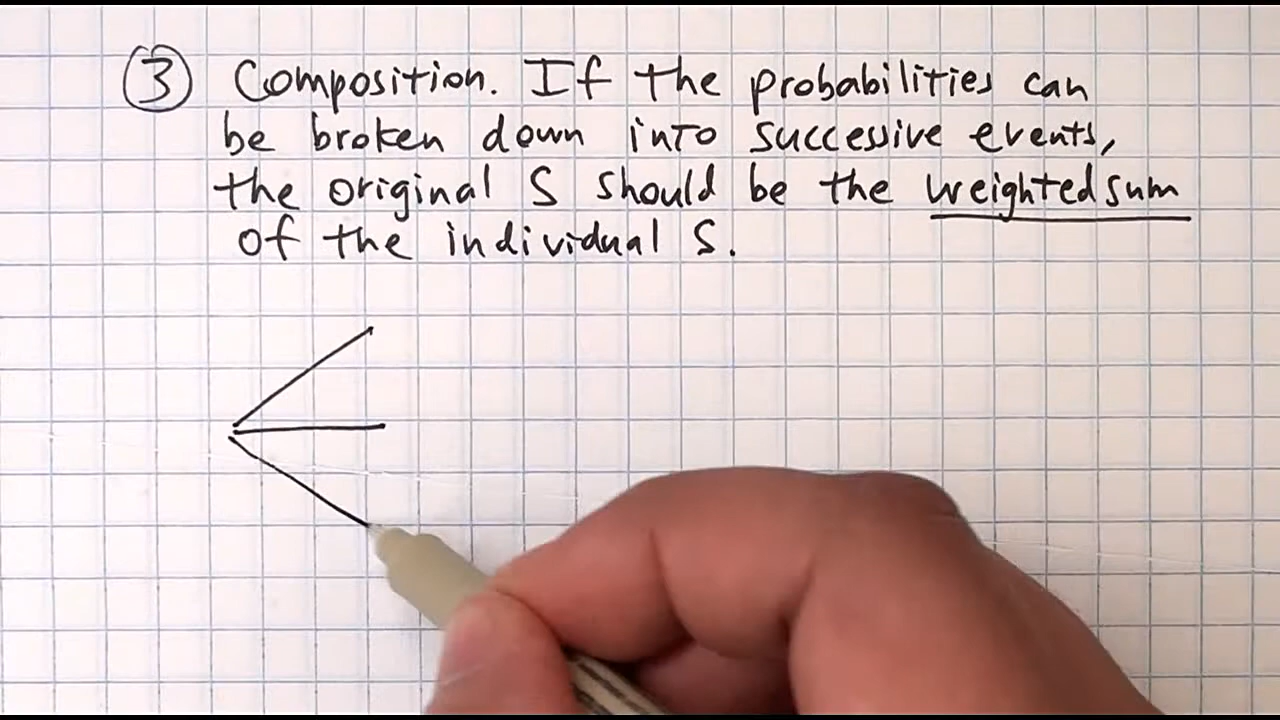 ③ Composition. If the probabilities can
be broken down into successive events,
the original S should be the weighted sum
of the individual S.